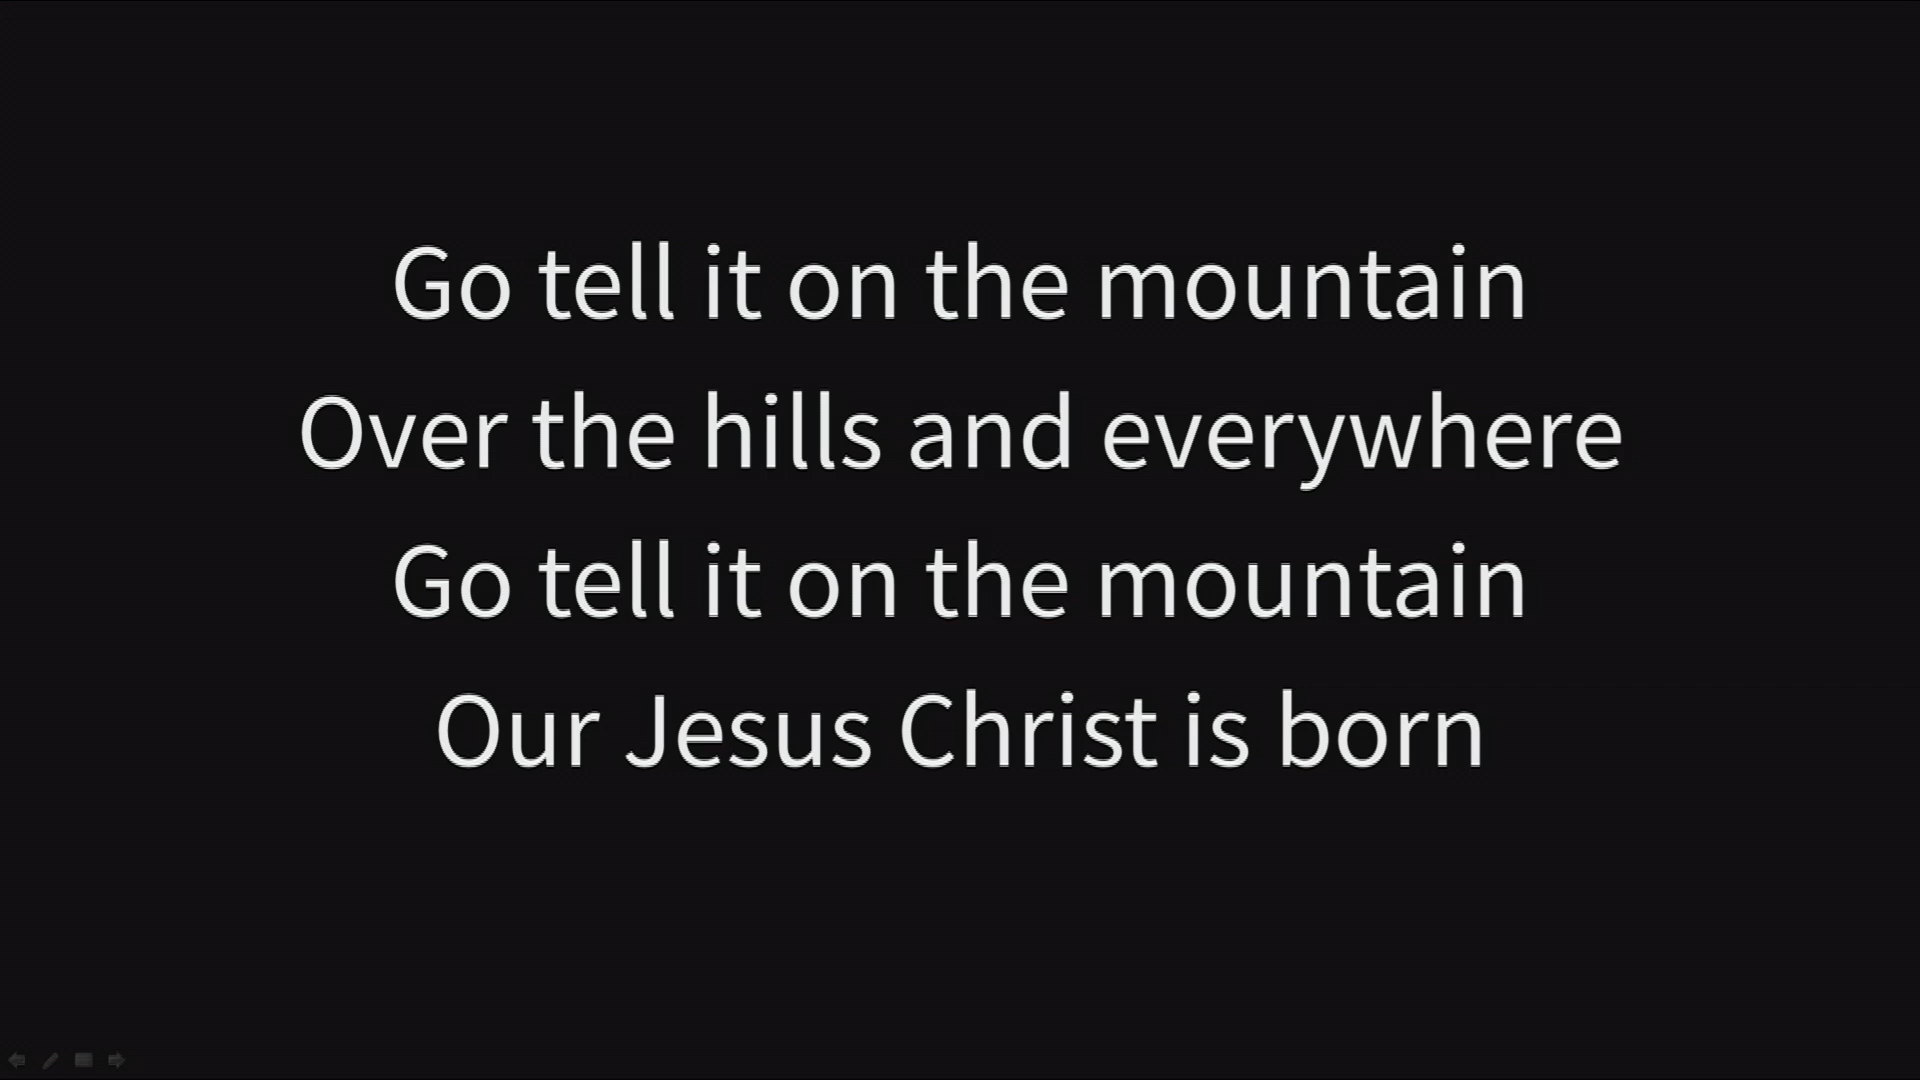 Go tell it on the mountain
Over the hills and everywhere
Go tell it on the mountain
Our Jesus Christ is born